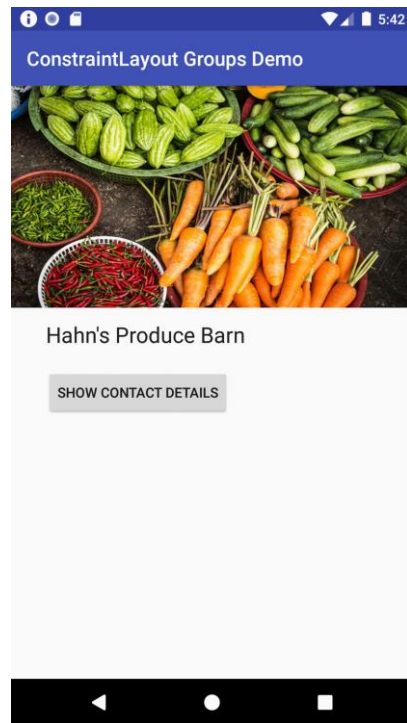 5:42
ConstraintLayout Groups Demo
Hahn's Produce Barn
SHOW CONTACT DETAILS